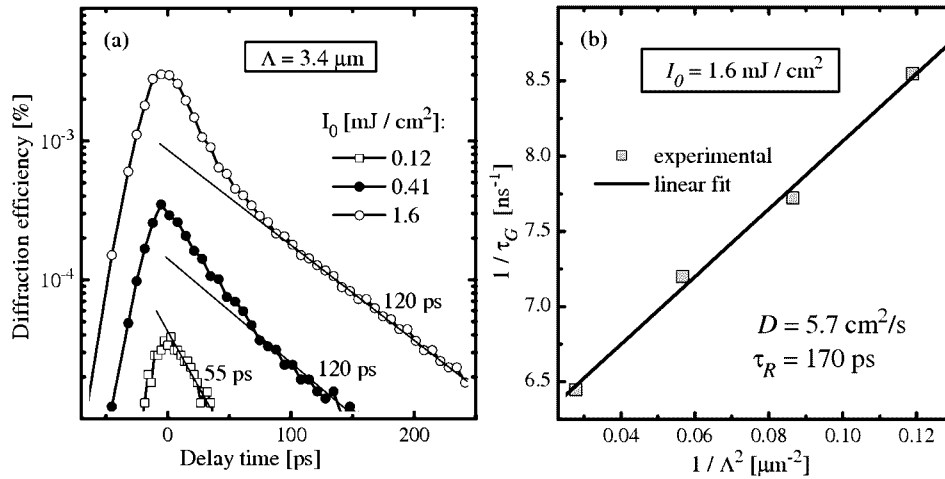 (a)
Λ = 3.4 μm
I₀ [mJ / cm²]:
0.12
0.41
1.6
120 ps
120 ps
55 ps
10⁻³
10⁻⁴
Diffraction efficiency [%]
0 100 200
Delay time [ps]
(b)
I₀ = 1.6 mJ / cm²
experimental
linear fit
D = 5.7 cm²/s
τ_R = 170 ps
8.5
8.0
7.5
7.0
6.5
1 / τ_G [ns⁻¹]
0.04 0.06 0.08 0.10 0.12
1 / Λ² [μm⁻²]